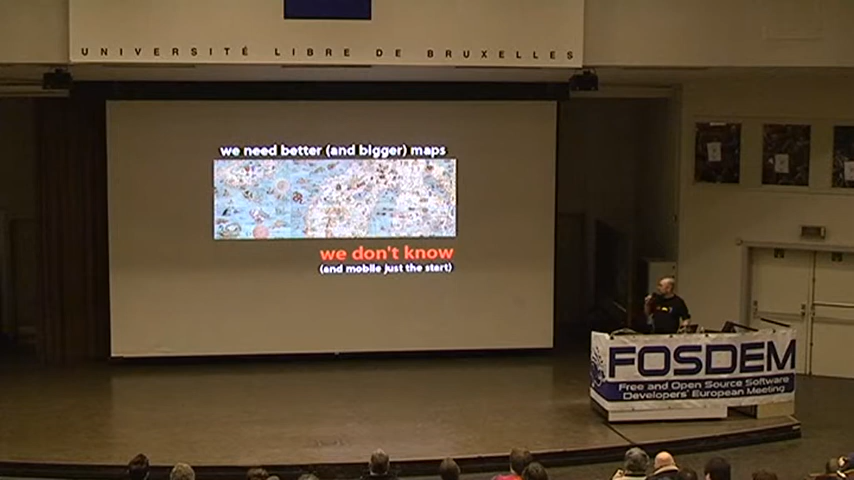 UNIVERSITÉ LIBRE DE BRUXELLES
we need better (and bigger) maps
we don't know
(and mobile just the start)
FOSDEM
Free and Open Source Software
Developers' European Meeting